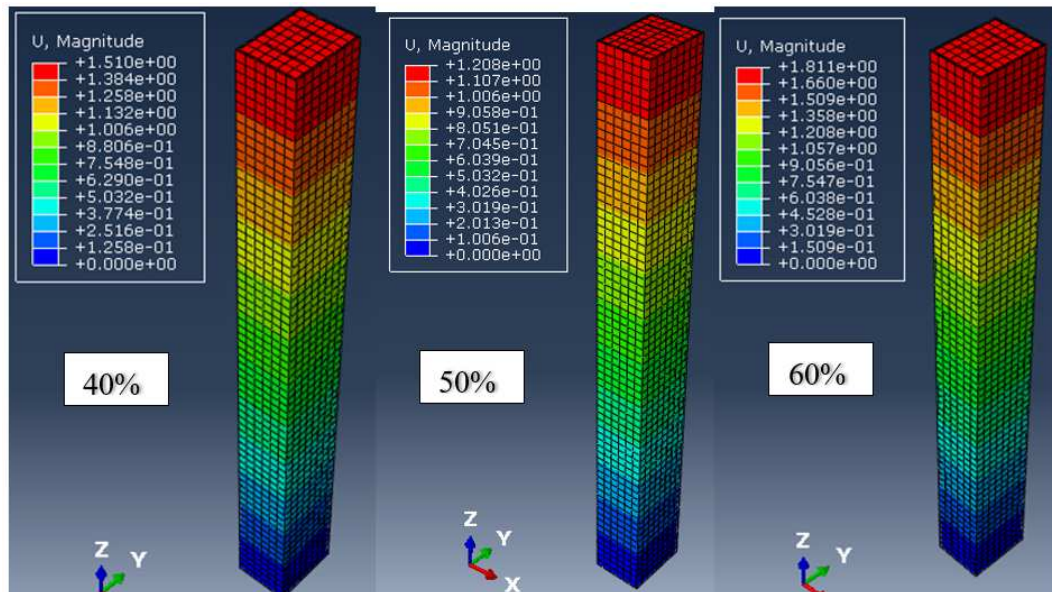 U, Magnitude
+1.510e+00
+1.384e+00
+1.258e+00
+1.132e+00
+1.006e+00
+8.806e-01
+7.548e-01
+6.290e-01
+5.032e-01
+3.774e-01
+2.516e-01
+1.258e-01
+0.000e+00
40%
Z
Y
U, Magnitude
+1.208e+00
+1.107e+00
+1.006e+00
+9.058e-01
+8.051e-01
+7.045e-01
+6.039e-01
+5.032e-01
+4.026e-01
+3.019e-01
+2.013e-01
+1.006e-01
+0.000e+00
50%
Z
Y
X
U, Magnitude
+1.811e+00
+1.660e+00
+1.509e+00
+1.358e+00
+1.208e+00
+1.057e+00
+9.056e-01
+7.547e-01
+6.038e-01
+4.528e-01
+3.019e-01
+1.509e-01
+0.000e+00
60%
Z
Y